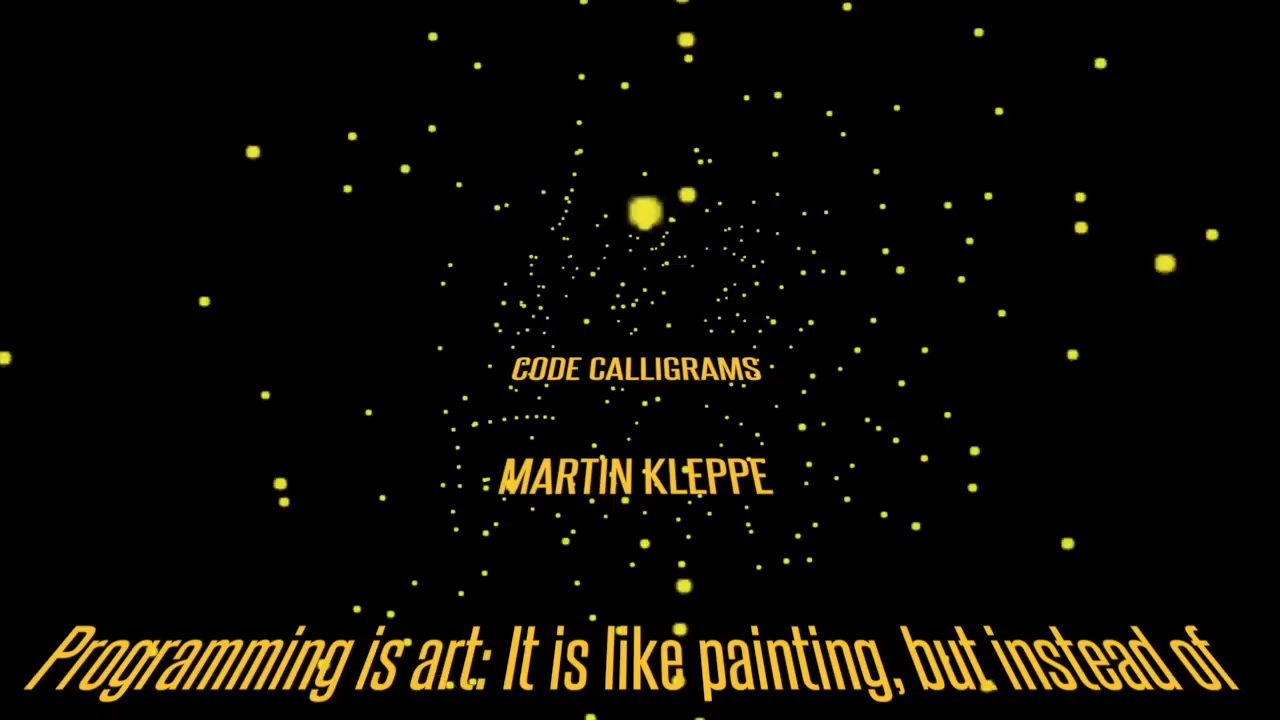 CODE CALLIGRAMS
MARTIN KLEPPE
Programming is art: It is like painting, but instead of